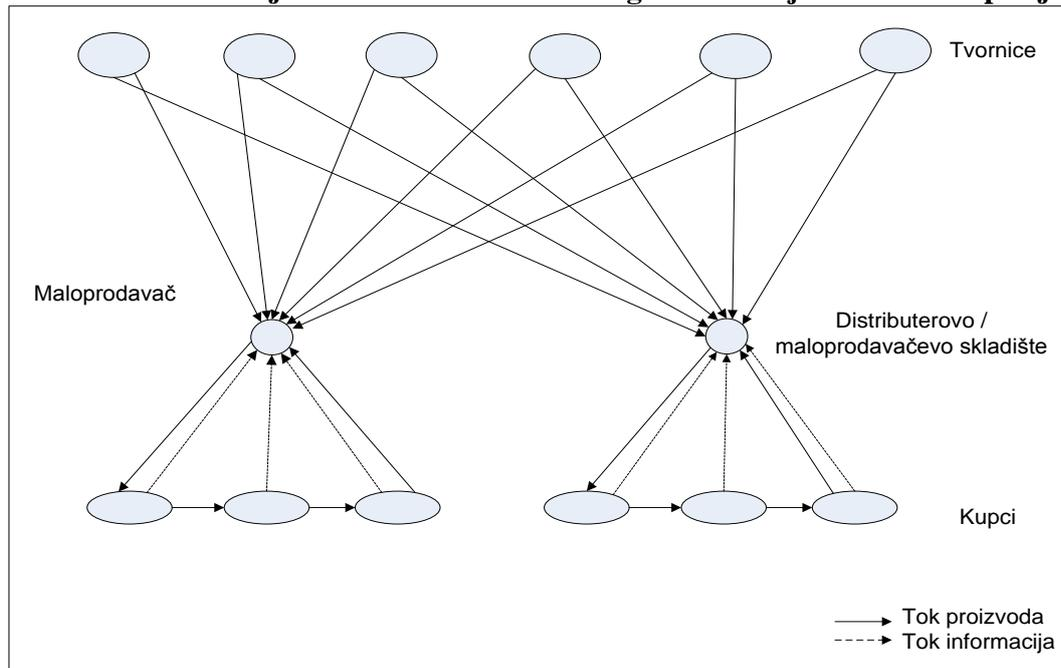 Tvornice
Maloprodavač
Distributerovo /
maloprodavačevo skladište
Kupci
Tok proizvoda
Tok informacija